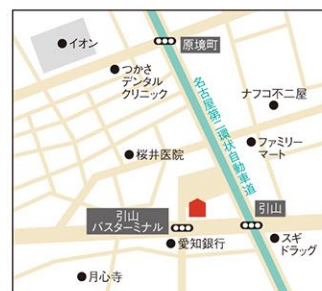 イオン
原境町
つかさ
デンタル
クリニック
名古屋第二環状自動車道
ナフコ不二屋
ファミリー
マート
桜井医院
引山
バスターミナル
引山
愛知銀行
スギ
ドラッグ
月心寺